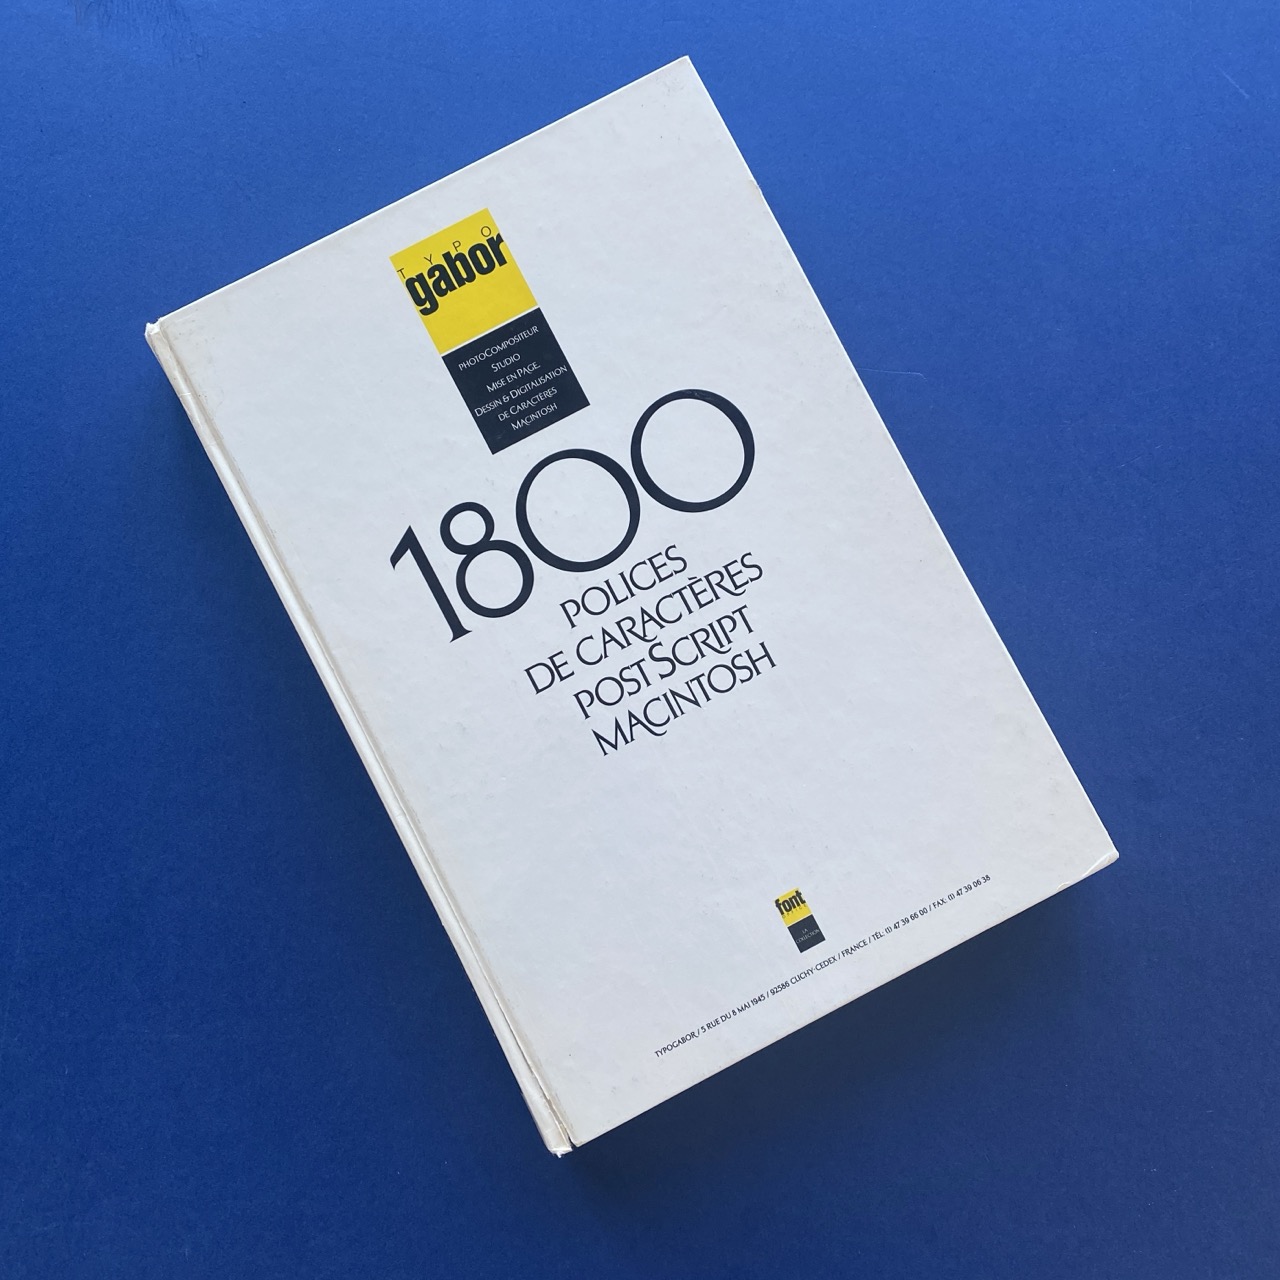 TYPO
gabor
PHOTOCOMPOSITEUR
STUDIO
MISE EN PAGE
DESSIN & DIGITALISATION
DE CARACTÈRES
MACINTOSH
1800
POLICES
DE CARACTÈRES
POSTSCRIPT
MACINTOSH
font
LA
COLLECTION
TYPOGABOR / 5 RUE DU 8 MAI 1945 / 92586 CLICHY-CEDEX / FRANCE / TÉL. (1) 47 39 66 00 / FAX. (1) 47 39 06 38